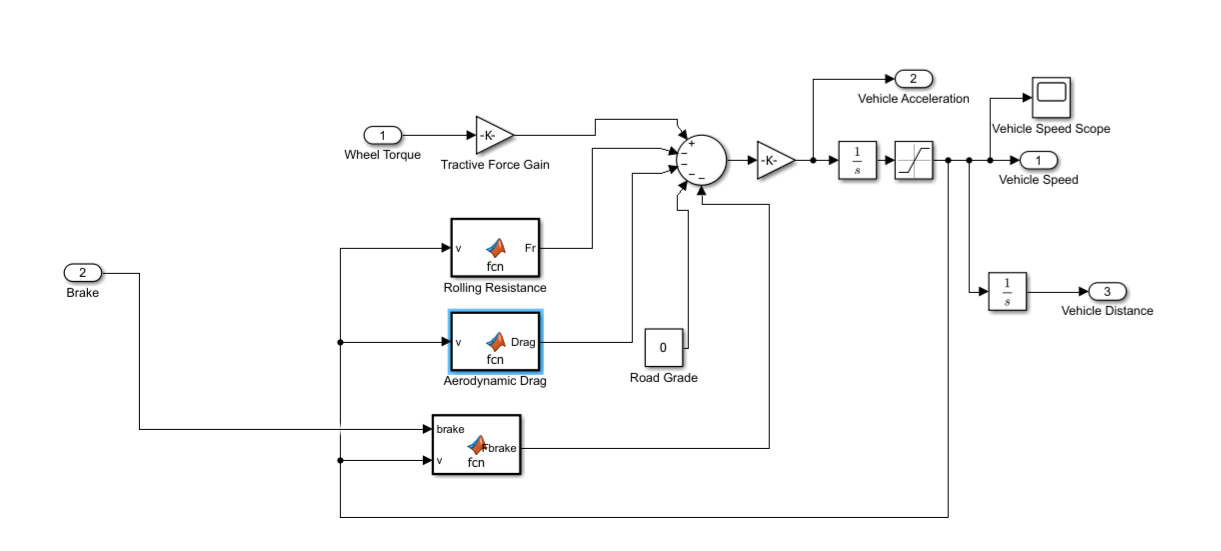 2
Vehicle Acceleration
Vehicle Speed Scope
1
Wheel Torque
-K-
Tractive Force Gain
+
−
−
−
−
-K-
1
s
1
Vehicle Speed
v
Fr
fcn
Rolling Resistance
2
Brake
1
s
3
Vehicle Distance
v
Drag
fcn
Aerodynamic Drag
0
Road Grade
brake
Fbrake
v
fcn